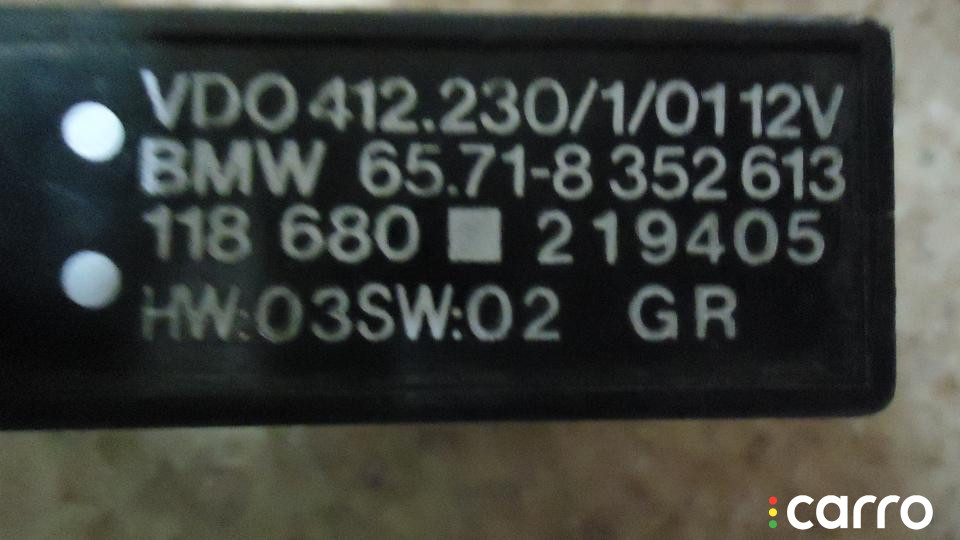 VDO 412.230/1/01 12V
BMW 65.71-8 352 613
118 680 ■ 219405
HW:03SW:02 GR
carro